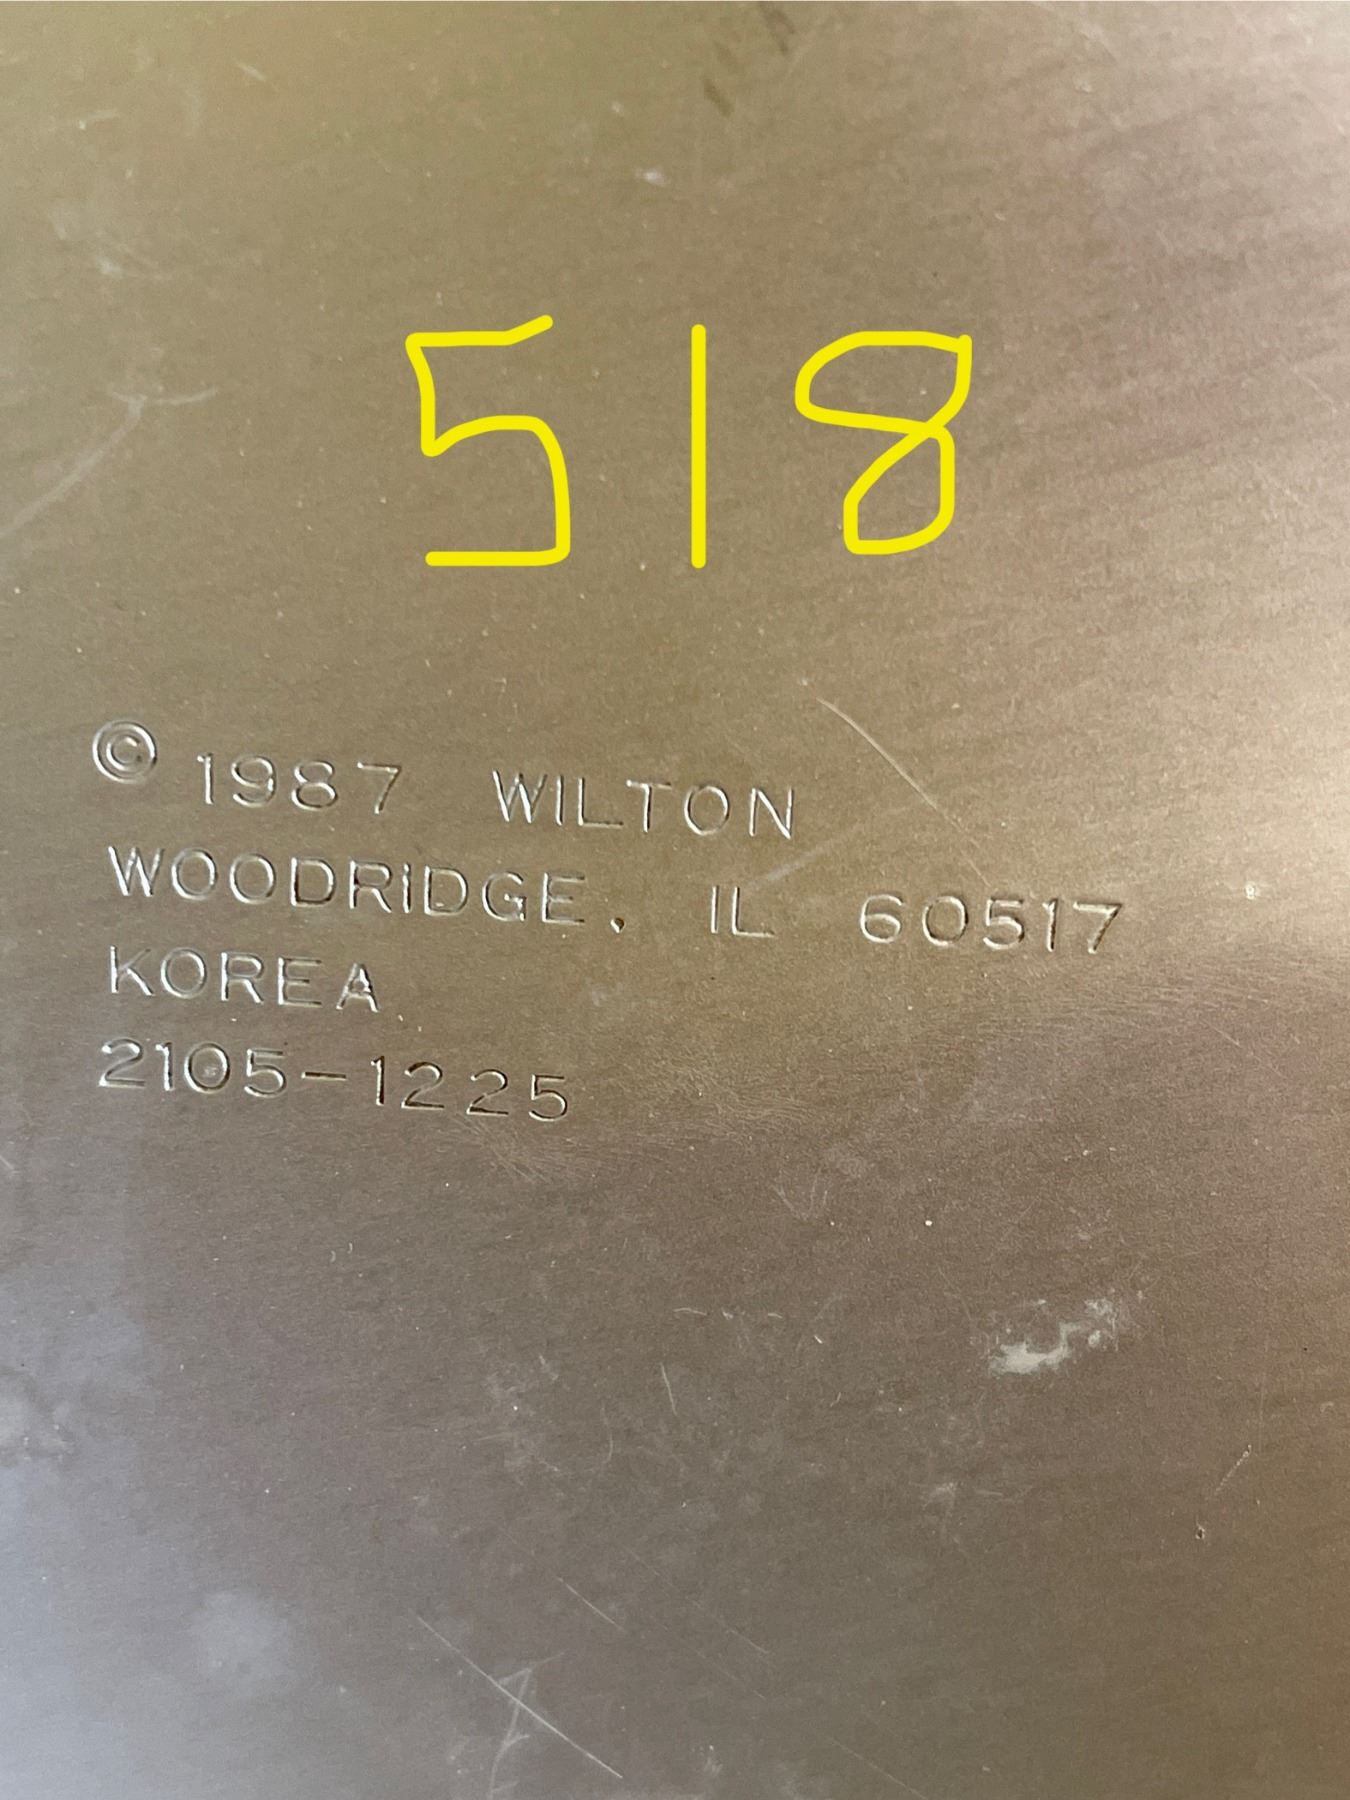 518
© 1987 WILTON
WOODRIDGE, IL 60517
KOREA
2105-1225